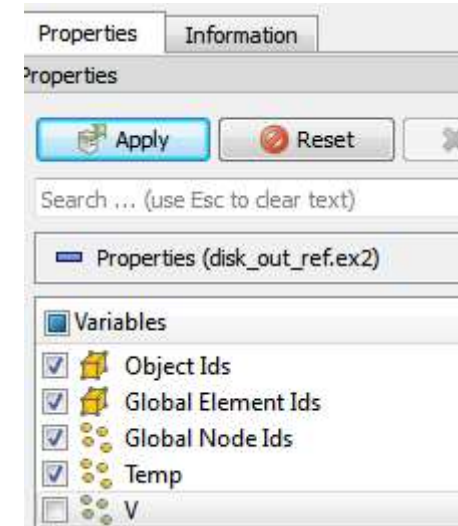 Properties Information
Properties
Apply Reset
Search ... (use Esc to clear text)
Properties (disk_out_ref.ex2)
Variables
Object Ids
Global Element Ids
Global Node Ids
Temp
V